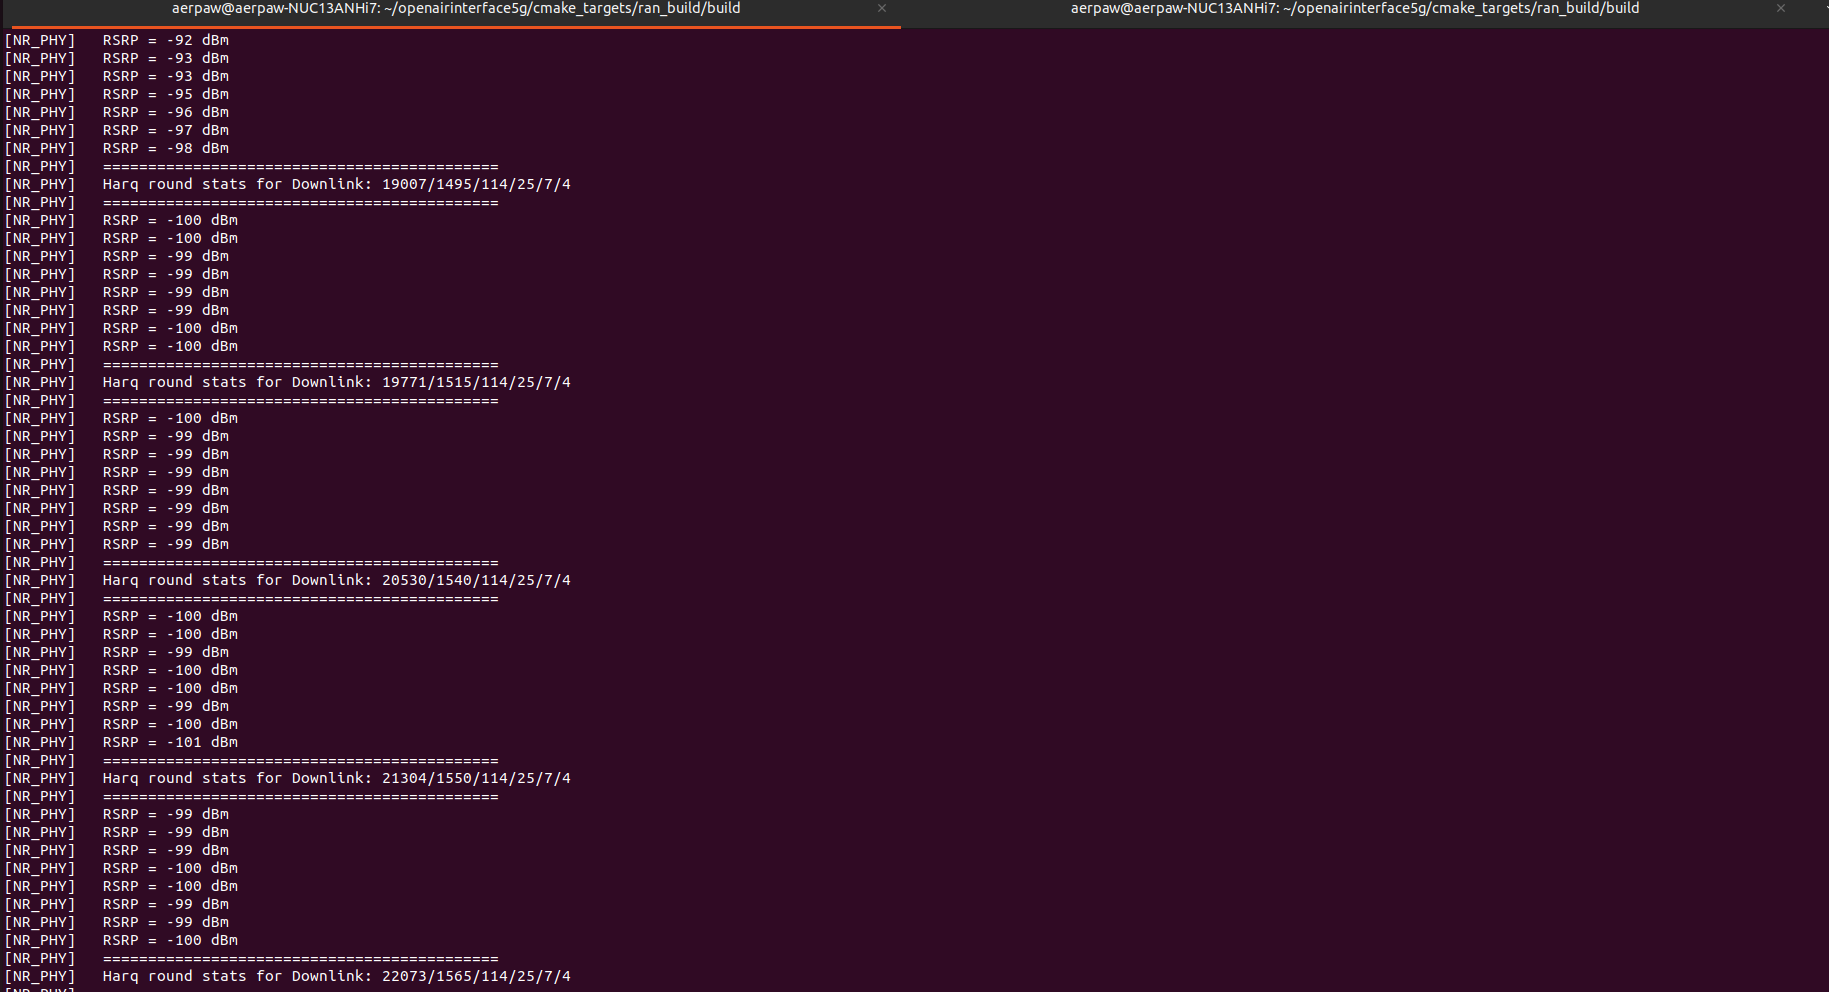 aerpaw@aerpaw-NUC13ANHi7: ~/openairinterface5g/cmake_targets/ran_build/build × aerpaw@aerpaw-NUC13ANHi7: ~/openairinterface5g/cmake_targets/ran_build/build ×
[NR_PHY] RSRP = -92 dBm
[NR_PHY] RSRP = -93 dBm
[NR_PHY] RSRP = -93 dBm
[NR_PHY] RSRP = -95 dBm
[NR_PHY] RSRP = -96 dBm
[NR_PHY] RSRP = -97 dBm
[NR_PHY] RSRP = -98 dBm
[NR_PHY] ============================================
[NR_PHY] Harq round stats for Downlink: 19007/1495/114/25/7/4
[NR_PHY] ============================================
[NR_PHY] RSRP = -100 dBm
[NR_PHY] RSRP = -100 dBm
[NR_PHY] RSRP = -99 dBm
[NR_PHY] RSRP = -99 dBm
[NR_PHY] RSRP = -99 dBm
[NR_PHY] RSRP = -99 dBm
[NR_PHY] RSRP = -100 dBm
[NR_PHY] RSRP = -100 dBm
[NR_PHY] ============================================
[NR_PHY] Harq round stats for Downlink: 19771/1515/114/25/7/4
[NR_PHY] ============================================
[NR_PHY] RSRP = -100 dBm
[NR_PHY] RSRP = -99 dBm
[NR_PHY] RSRP = -99 dBm
[NR_PHY] RSRP = -99 dBm
[NR_PHY] RSRP = -99 dBm
[NR_PHY] RSRP = -99 dBm
[NR_PHY] RSRP = -99 dBm
[NR_PHY] RSRP = -99 dBm
[NR_PHY] ============================================
[NR_PHY] Harq round stats for Downlink: 20530/1540/114/25/7/4
[NR_PHY] ============================================
[NR_PHY] RSRP = -100 dBm
[NR_PHY] RSRP = -100 dBm
[NR_PHY] RSRP = -99 dBm
[NR_PHY] RSRP = -100 dBm
[NR_PHY] RSRP = -100 dBm
[NR_PHY] RSRP = -99 dBm
[NR_PHY] RSRP = -100 dBm
[NR_PHY] RSRP = -101 dBm
[NR_PHY] ============================================
[NR_PHY] Harq round stats for Downlink: 21304/1550/114/25/7/4
[NR_PHY] ============================================
[NR_PHY] RSRP = -99 dBm
[NR_PHY] RSRP = -99 dBm
[NR_PHY] RSRP = -99 dBm
[NR_PHY] RSRP = -100 dBm
[NR_PHY] RSRP = -100 dBm
[NR_PHY] RSRP = -99 dBm
[NR_PHY] RSRP = -99 dBm
[NR_PHY] RSRP = -100 dBm
[NR_PHY] ============================================
[NR_PHY] Harq round stats for Downlink: 22073/1565/114/25/7/4